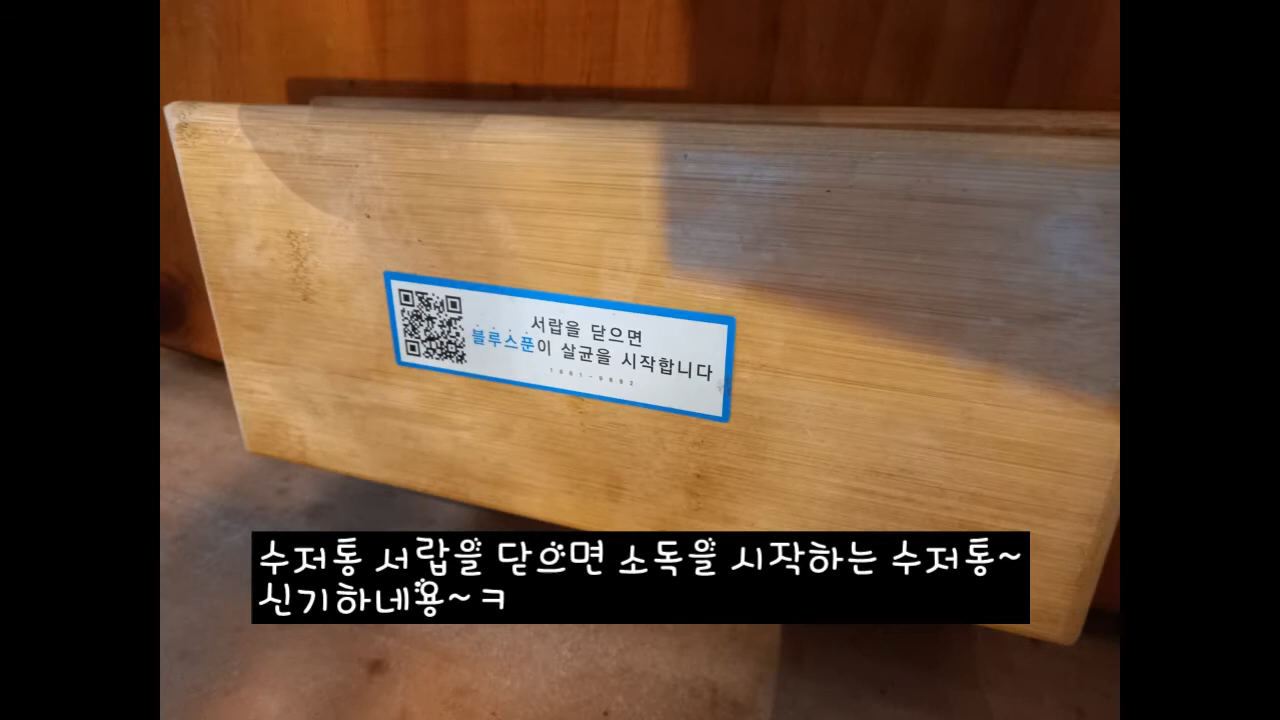 서랍을 닫으면
블루스푼이 살균을 시작합니다
수저통 서랍을 닫으면 소독을 시작하는 수저통~
신기하네용~ㅋ